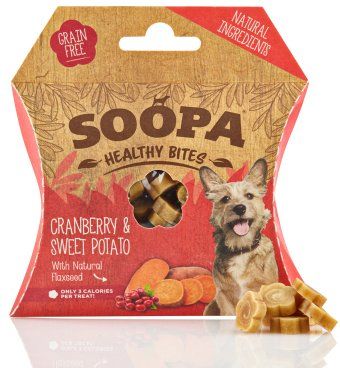 GRAIN
FREE
NATURAL
INGREDIENTS
SOOPA
HEALTHY BITES
CRANBERRY &
SWEET POTATO
With Natural
Flaxseed
ONLY 3 CALORIES
PER TREAT!